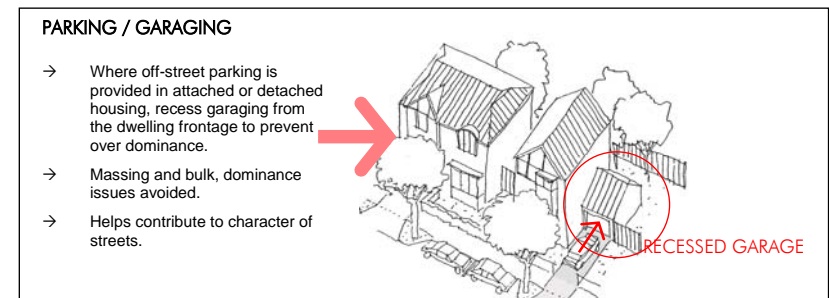 PARKING / GARAGING
→ Where off-street parking is
provided in attached or detached
housing, recess garaging from
the dwelling frontage to prevent
over dominance.
→ Massing and bulk, dominance
issues avoided.
→ Helps contribute to character of
streets.
RECESSED GARAGE